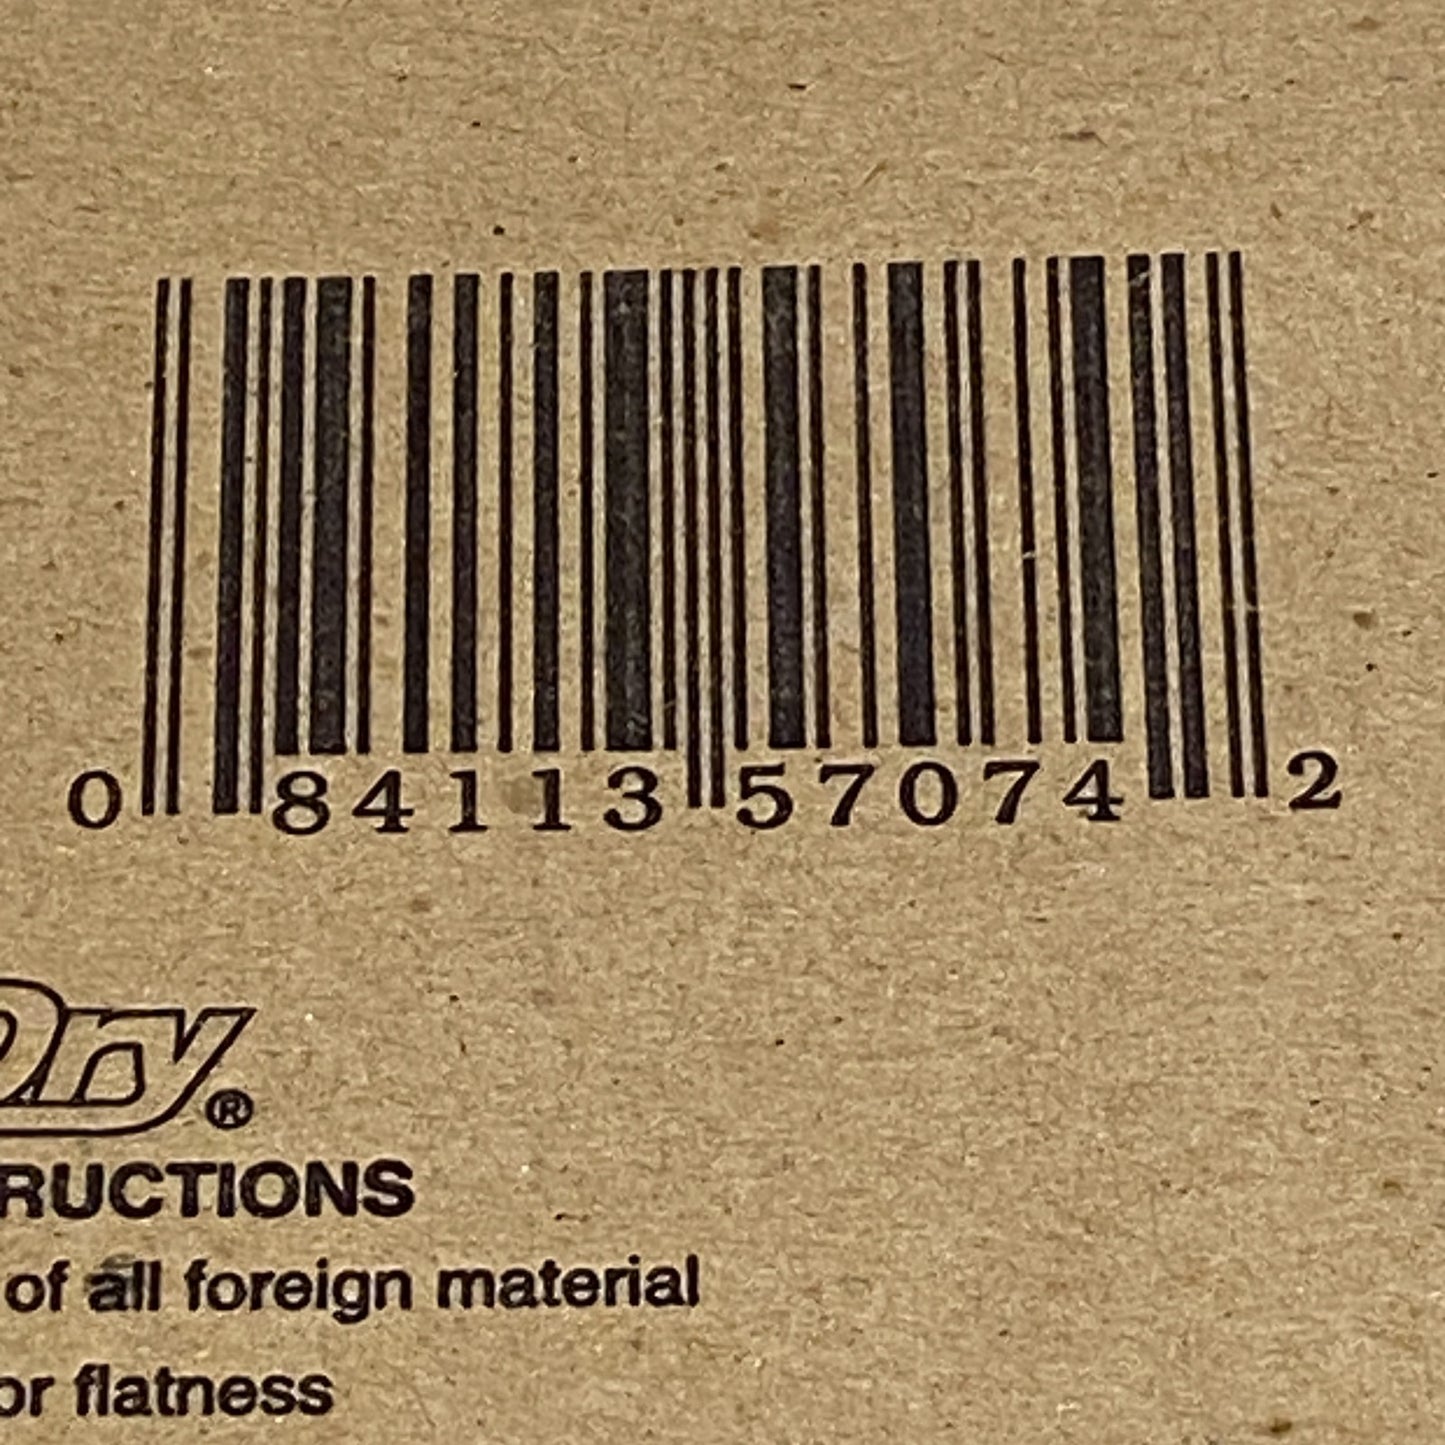 0 84113 57074 2
Dry®
RUCTIONS
of all foreign material
or flatness